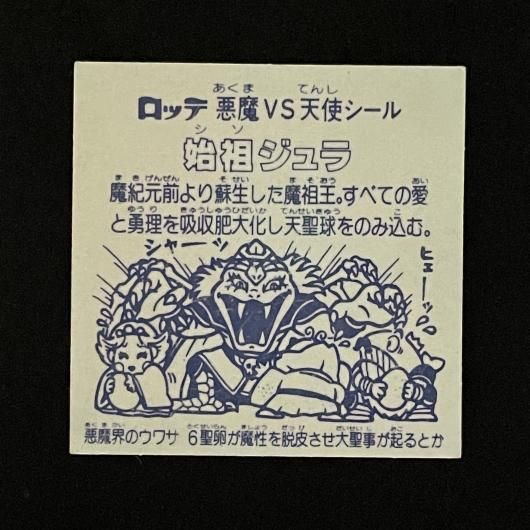 ロッテ 悪魔VS天使シール
始祖ジュラ
魔紀元前より蘇生した魔祖王。すべての愛
と勇理を吸収肥大化し天聖球をのみ込む。
シャーッ
ヒェーッ
悪魔界のウワサ 6聖卵が魔性を脱皮させ大聖事が起るとか